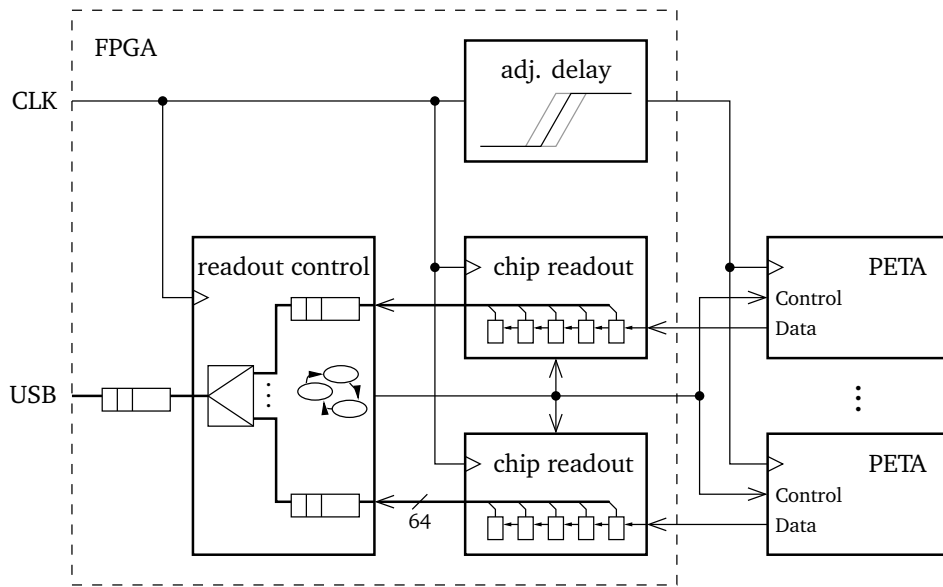 FPGA
adj. delay
CLK
readout control
chip readout
PETA
Control
Data
USB
chip readout
PETA
Control
64
Data